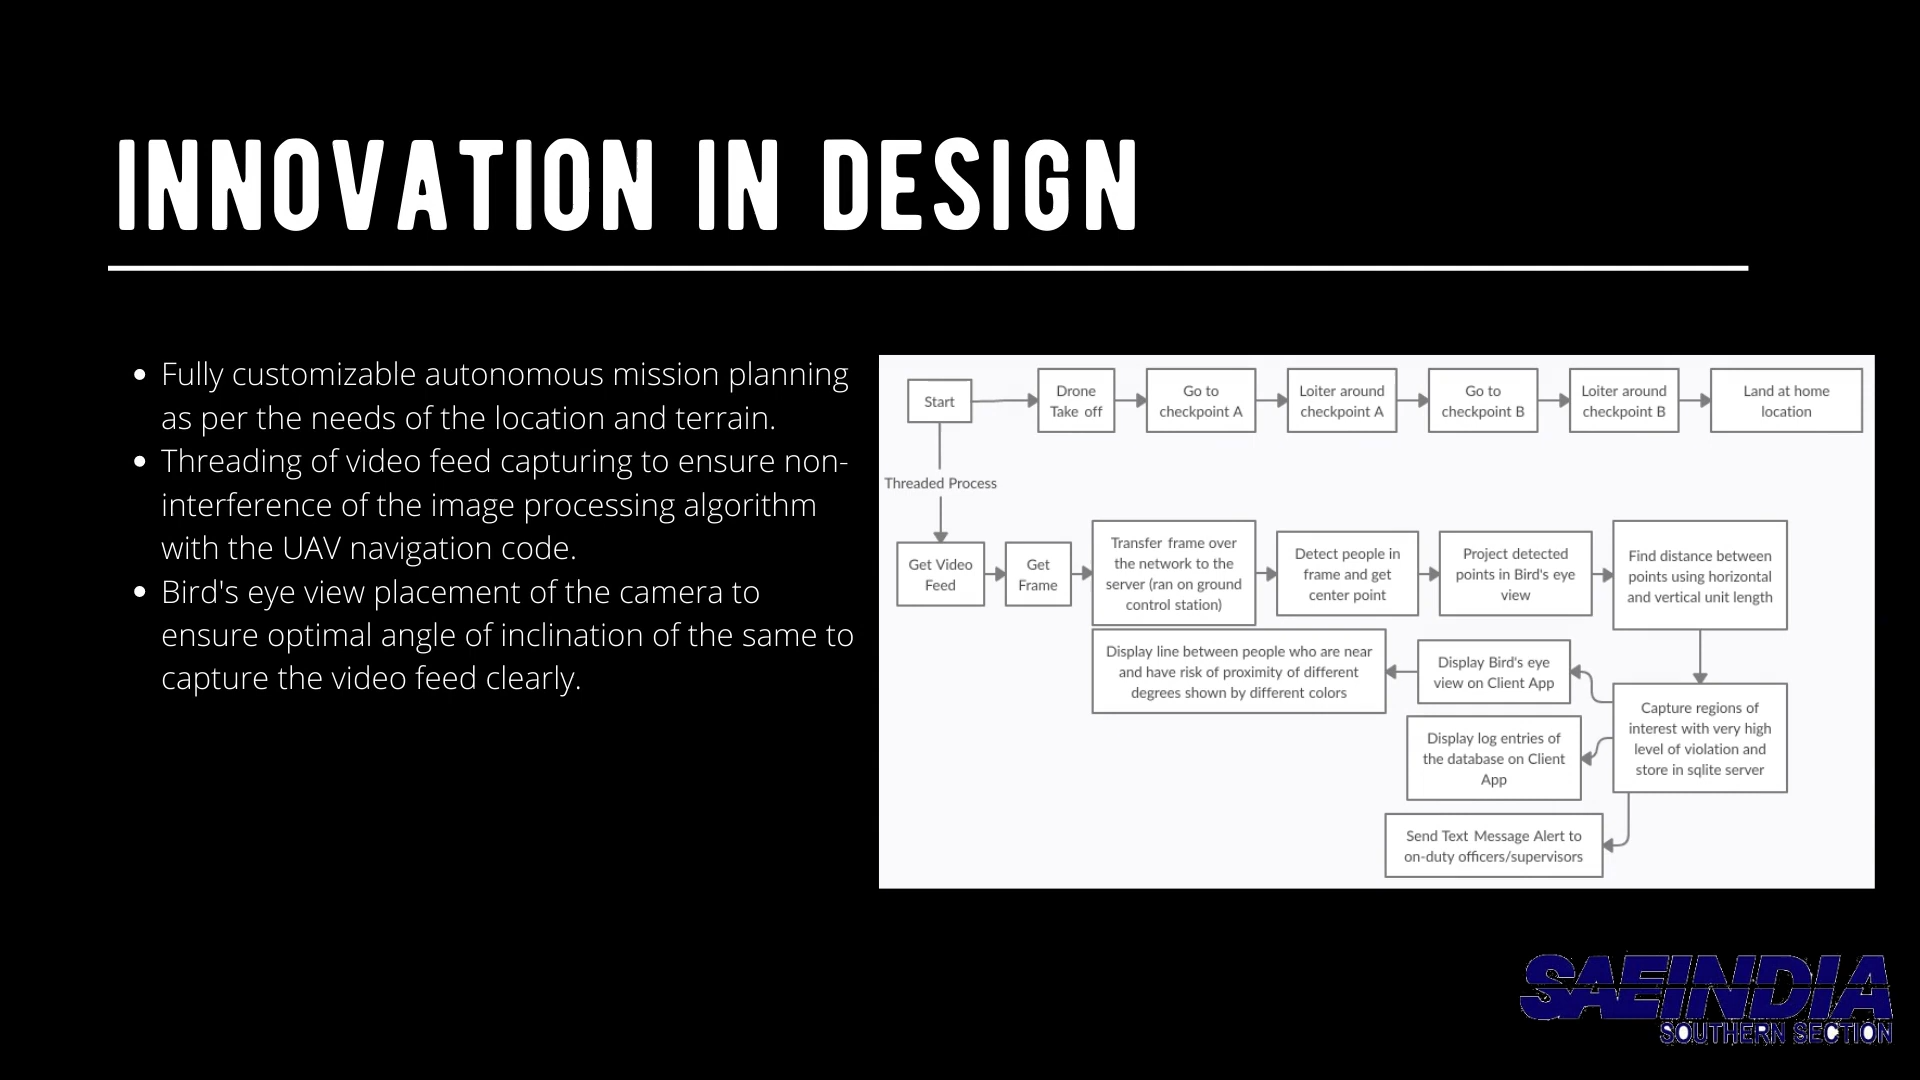 INNOVATION IN DESIGN
Fully customizable autonomous mission planning
as per the needs of the location and terrain.
Threading of video feed capturing to ensure non-
interference of the image processing algorithm
with the UAV navigation code.
Bird's eye view placement of the camera to
ensure optimal angle of inclination of the same to
capture the video feed clearly.
Start
Drone
Take off
Go to
checkpoint A
Loiter around
checkpoint A
Go to
checkpoint B
Loiter around
checkpoint B
Land at home
location
Threaded Process
Get Video
Feed
Get
Frame
Transfer frame over
the network to the
server (ran on ground
control station)
Detect people in
frame and get
center point
Project detected
points in Bird's eye
view
Find distance between
points using horizontal
and vertical unit length
Display line between people who are near
and have risk of proximity of different
degrees shown by different colors
Display Bird's eye
view on Client App
Capture regions of
interest with very high
level of violation and
store in sqlite server
Display log entries of
the database on Client
App
Send Text Message Alert to
on-duty officers/supervisors
SAEINDIA
SOUTHERN SECTION